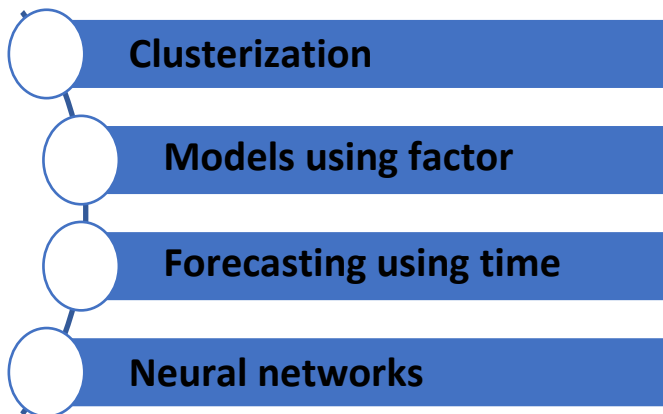 Clusterization
Models using factor
Forecasting using time
Neural networks